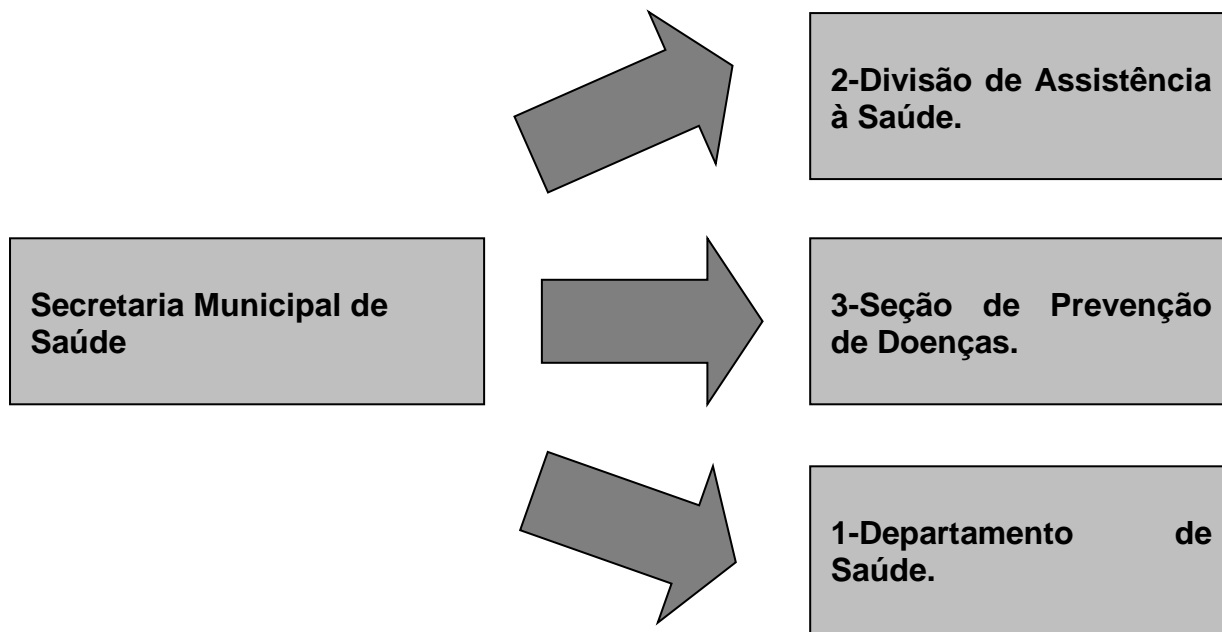 Secretaria Municipal de
Saúde
2-Divisão de Assistência
à Saúde.
3-Seção de Prevenção
de Doenças.
1-Departamento de
Saúde.